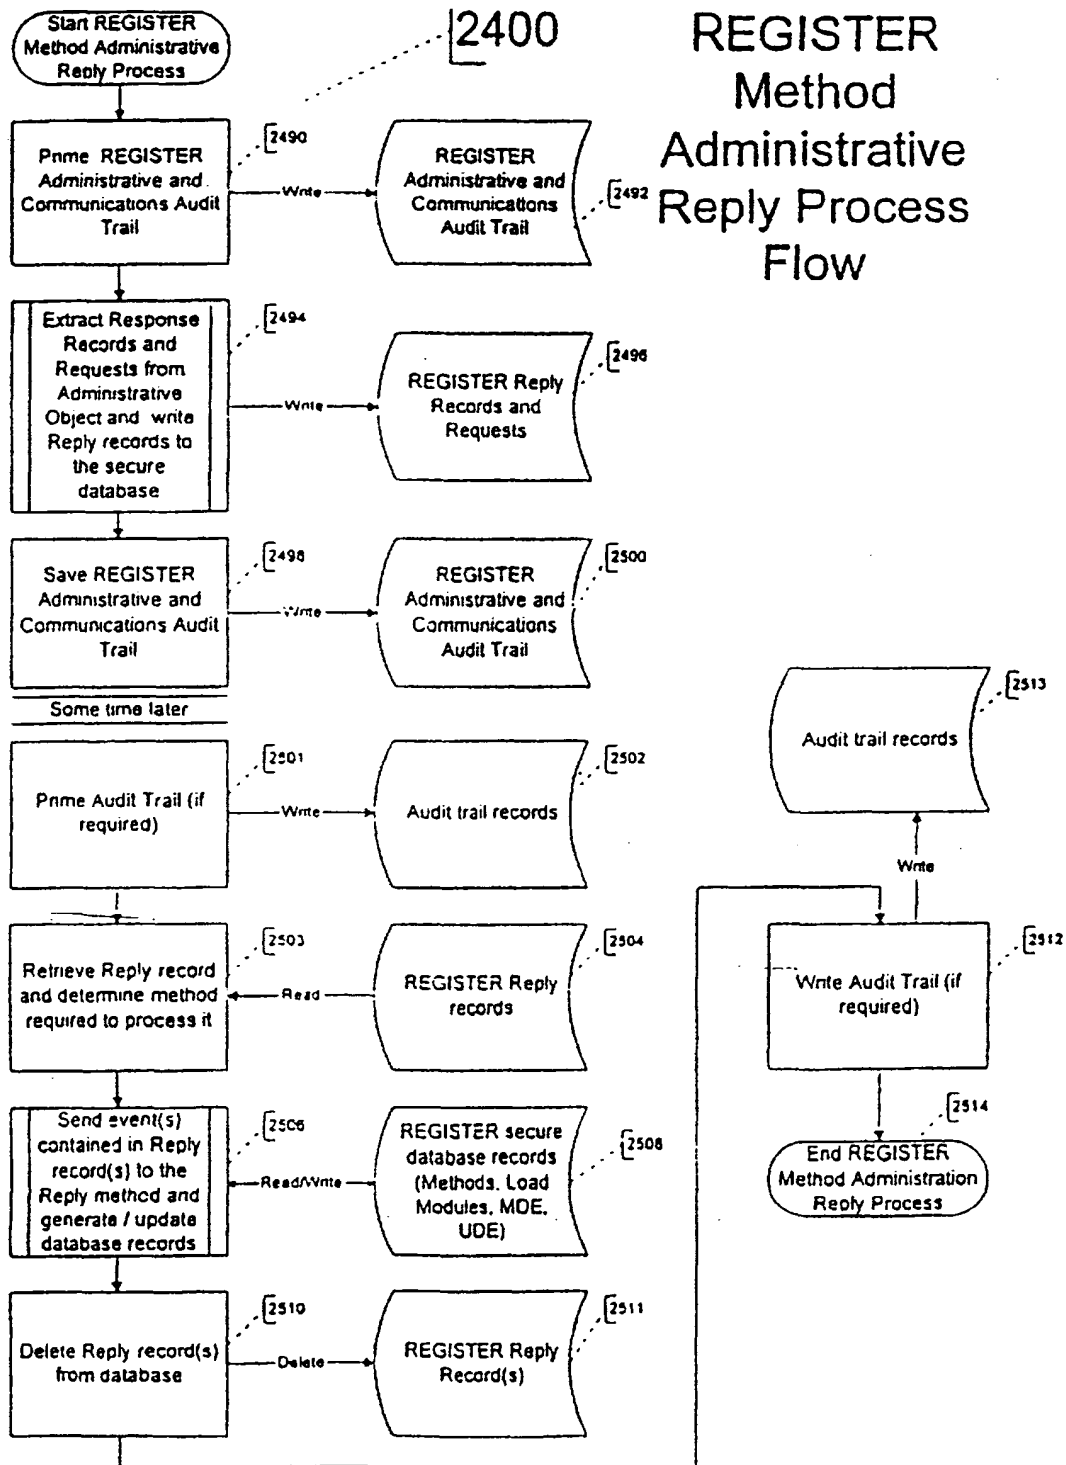 Start REGISTER
Method Administrative
Reply Process
2400
REGISTER
Method
Administrative
Reply Process
Flow
2490
Prime REGISTER
Administrative and
Communications Audit
Trail
Write
REGISTER
Administrative and
Communications
Audit Trail
2492
2494
Extract Response
Records and
Requests from
Administrative
Object and write
Reply records to
the secure
database
Write
REGISTER Reply
Records and
Requests
2496
2498
Save REGISTER
Administrative and
Communications Audit
Trail
Write
REGISTER
Administrative and
Communications
Audit Trail
2500
Some time later
2501
Prime Audit Trail (if
required)
Write
Audit trail records
2502
2503
Retrieve Reply record
and determine method
required to process it
Read
REGISTER Reply
records
2504
2506
Send event(s)
contained in Reply
record(s) to the
Reply method and
generate / update
database records
Read/Write
REGISTER secure
database records
(Methods, Load
Modules, MDE,
UDE)
2508
2510
Delete Reply record(s)
from database
Delete
REGISTER Reply
Record(s)
2511
2513
Audit trail records
Write
2512
Write Audit Trail (if
required)
2514
End REGISTER
Method Administration
Reply Process